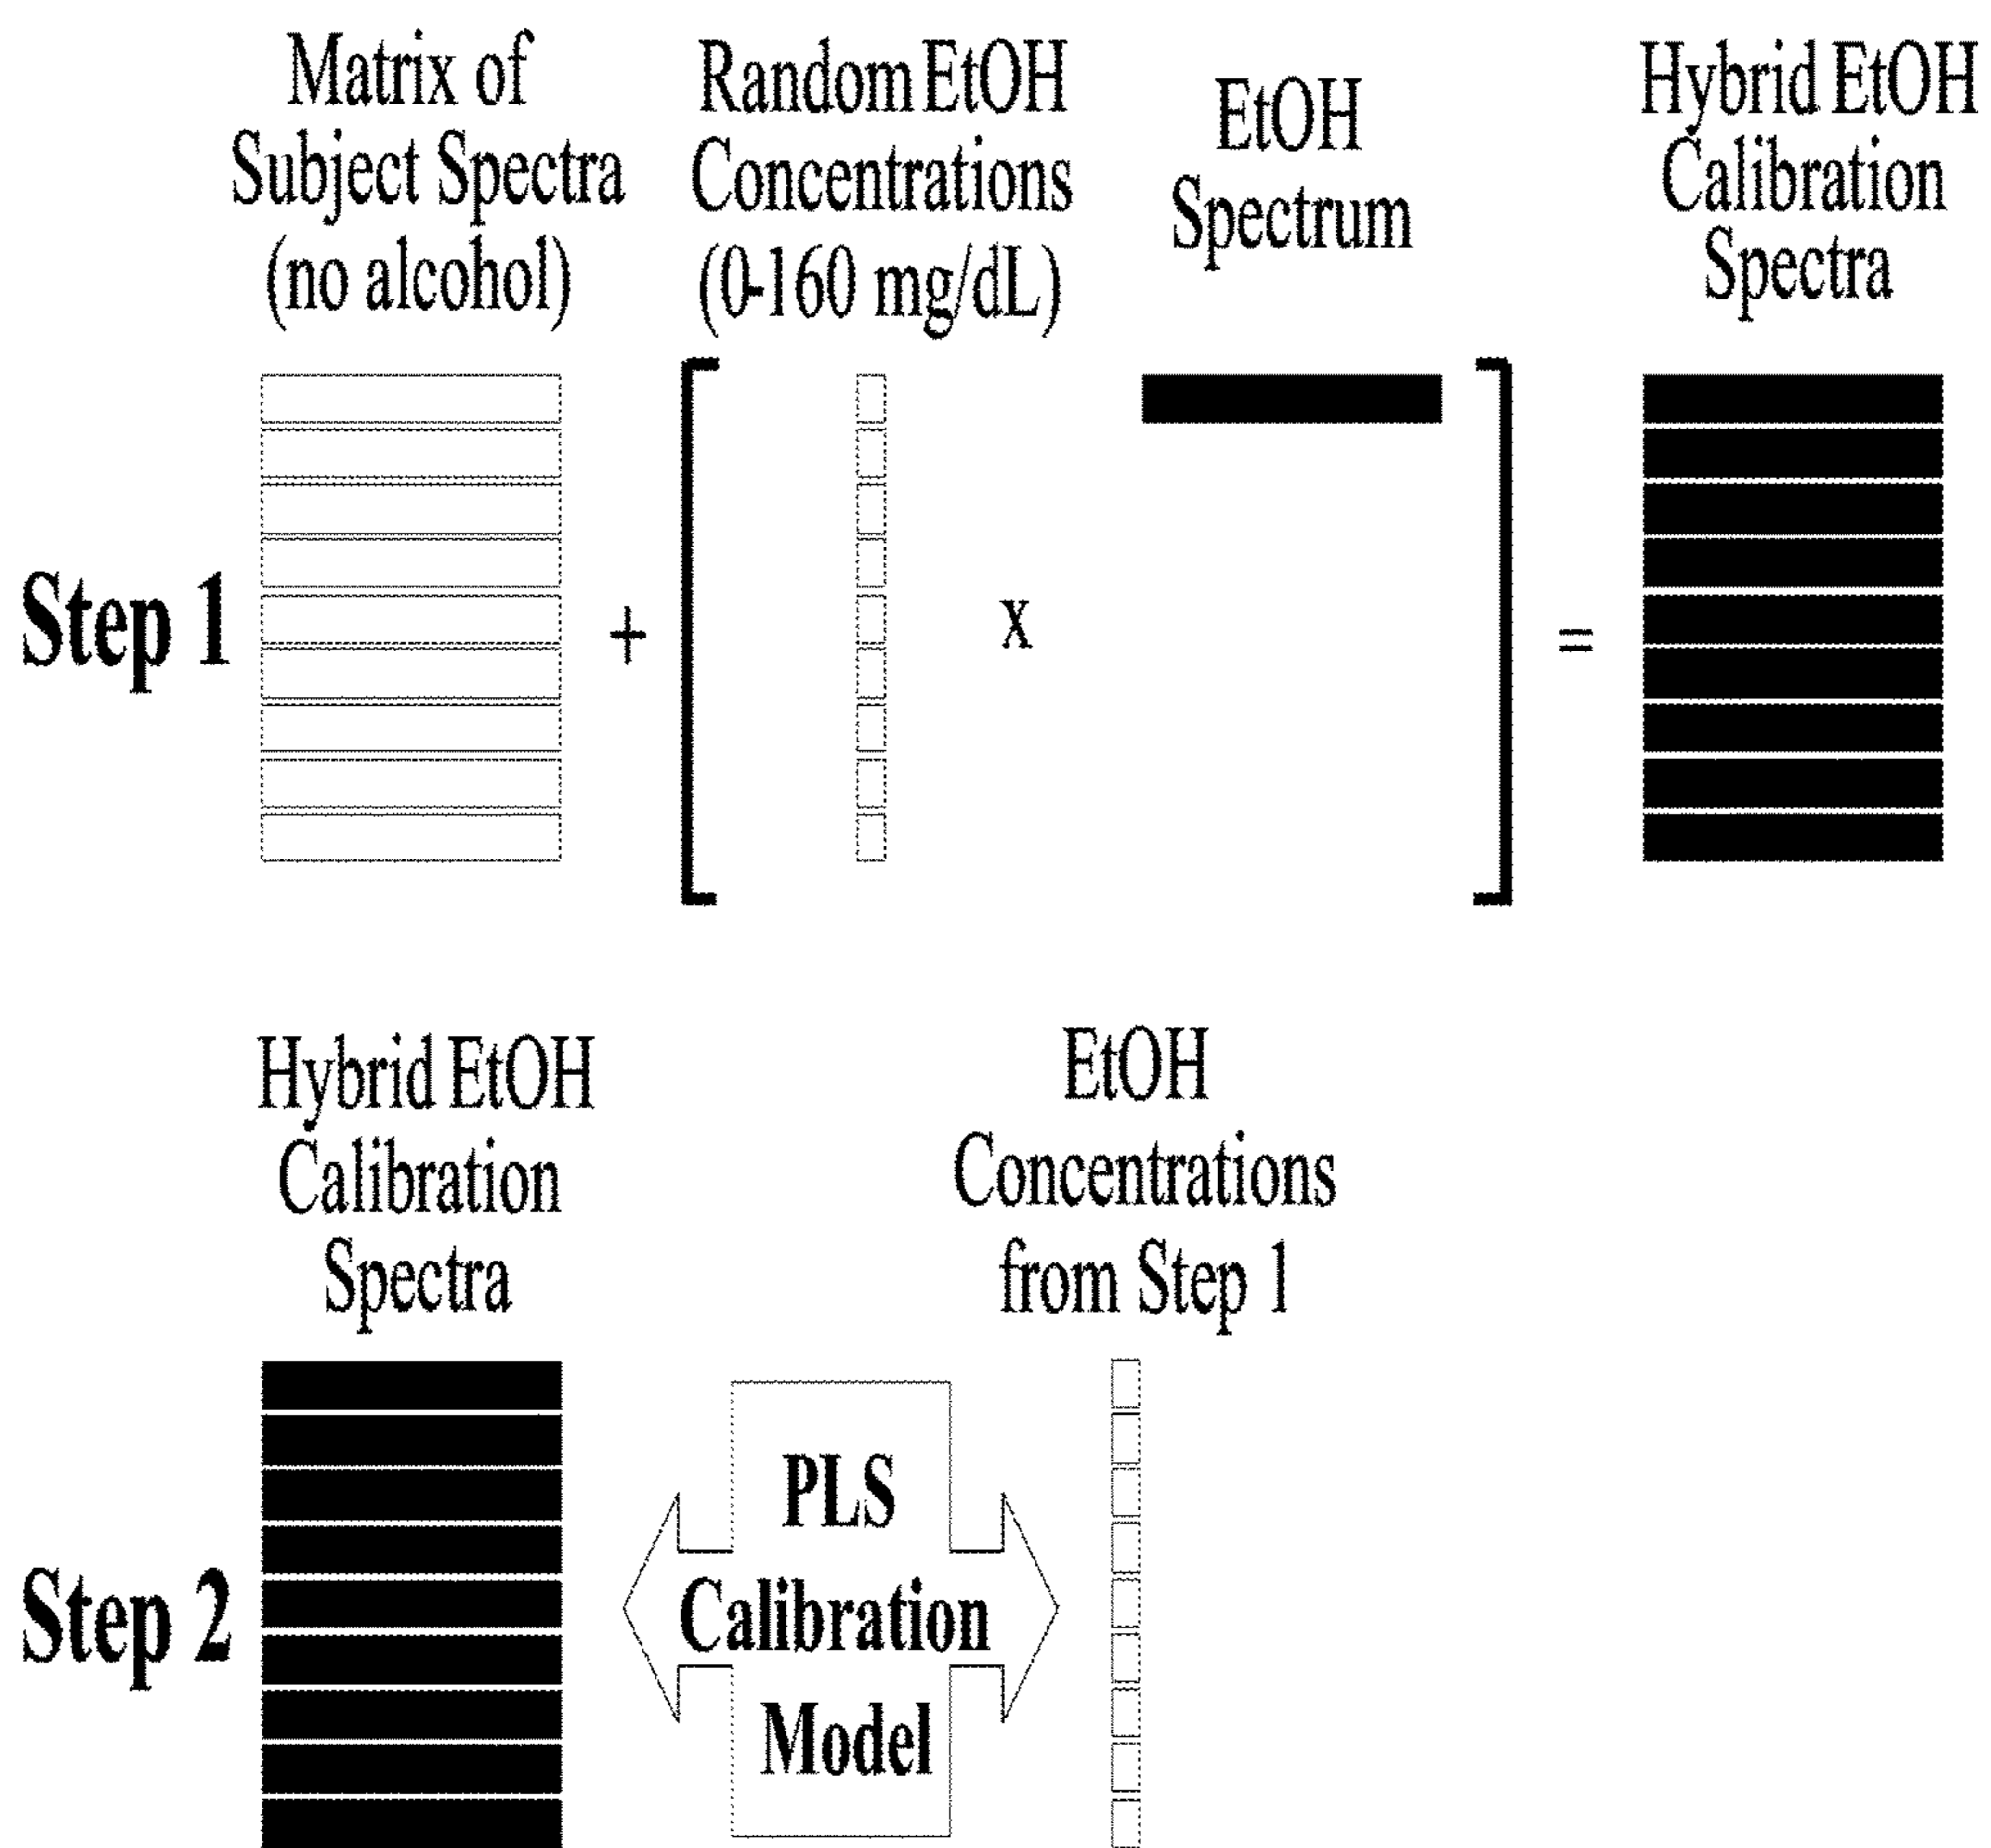 Matrix of
Subject Spectra
(no alcohol)
Random EtOH
Concentrations
(0-160 mg/dL)
EtOH
Spectrum
Hybrid EtOH
Calibration
Spectra
Step 1
+
x
=
Hybrid EtOH
Calibration
Spectra
EtOH
Concentrations
from Step 1
Step 2
PLS
Calibration
Model